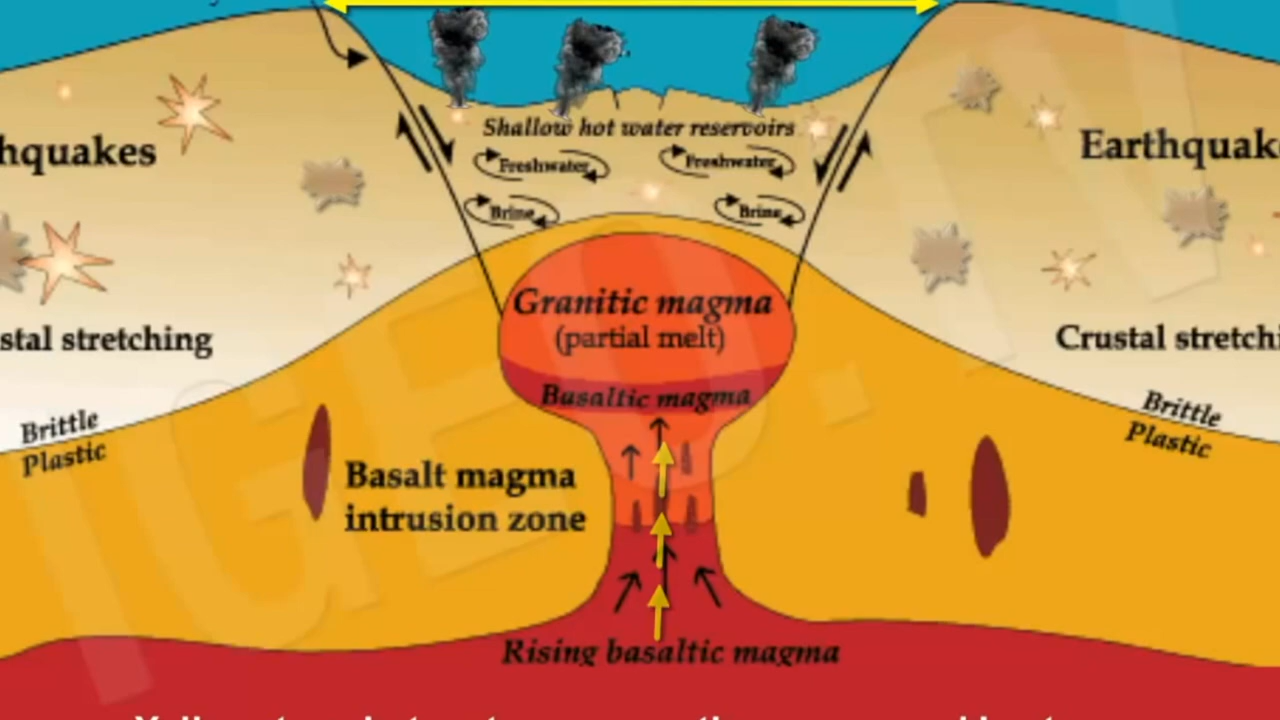 Shallow hot water reservoirs
Freshwater
Freshwater
hquakes
Earthquak
Brine
Brine
Granitic magma
(partial melt)
stal stretching
Crustal stretchi
Basaltic magma
Brittle
Plastic
Brittle
Plastic
Basalt magma
intrusion zone
Rising basaltic magma